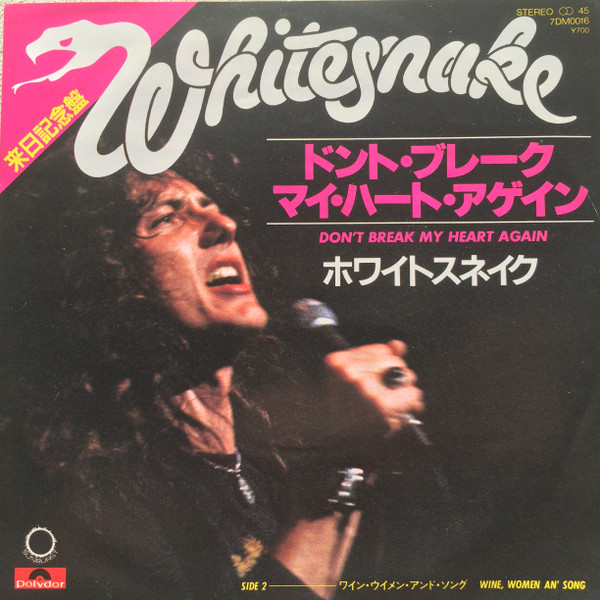 STEREO 45
7DM0016
¥700
Whitesnake
来日記念盤
ドント・ブレーク
マイ・ハート・アゲイン
DON'T BREAK MY HEART AGAIN
ホワイトスネイク
SUNBURST
polydor
SIDE 2 ワイン・ウイメン・アンド・ソング WINE, WOMEN AN' SONG